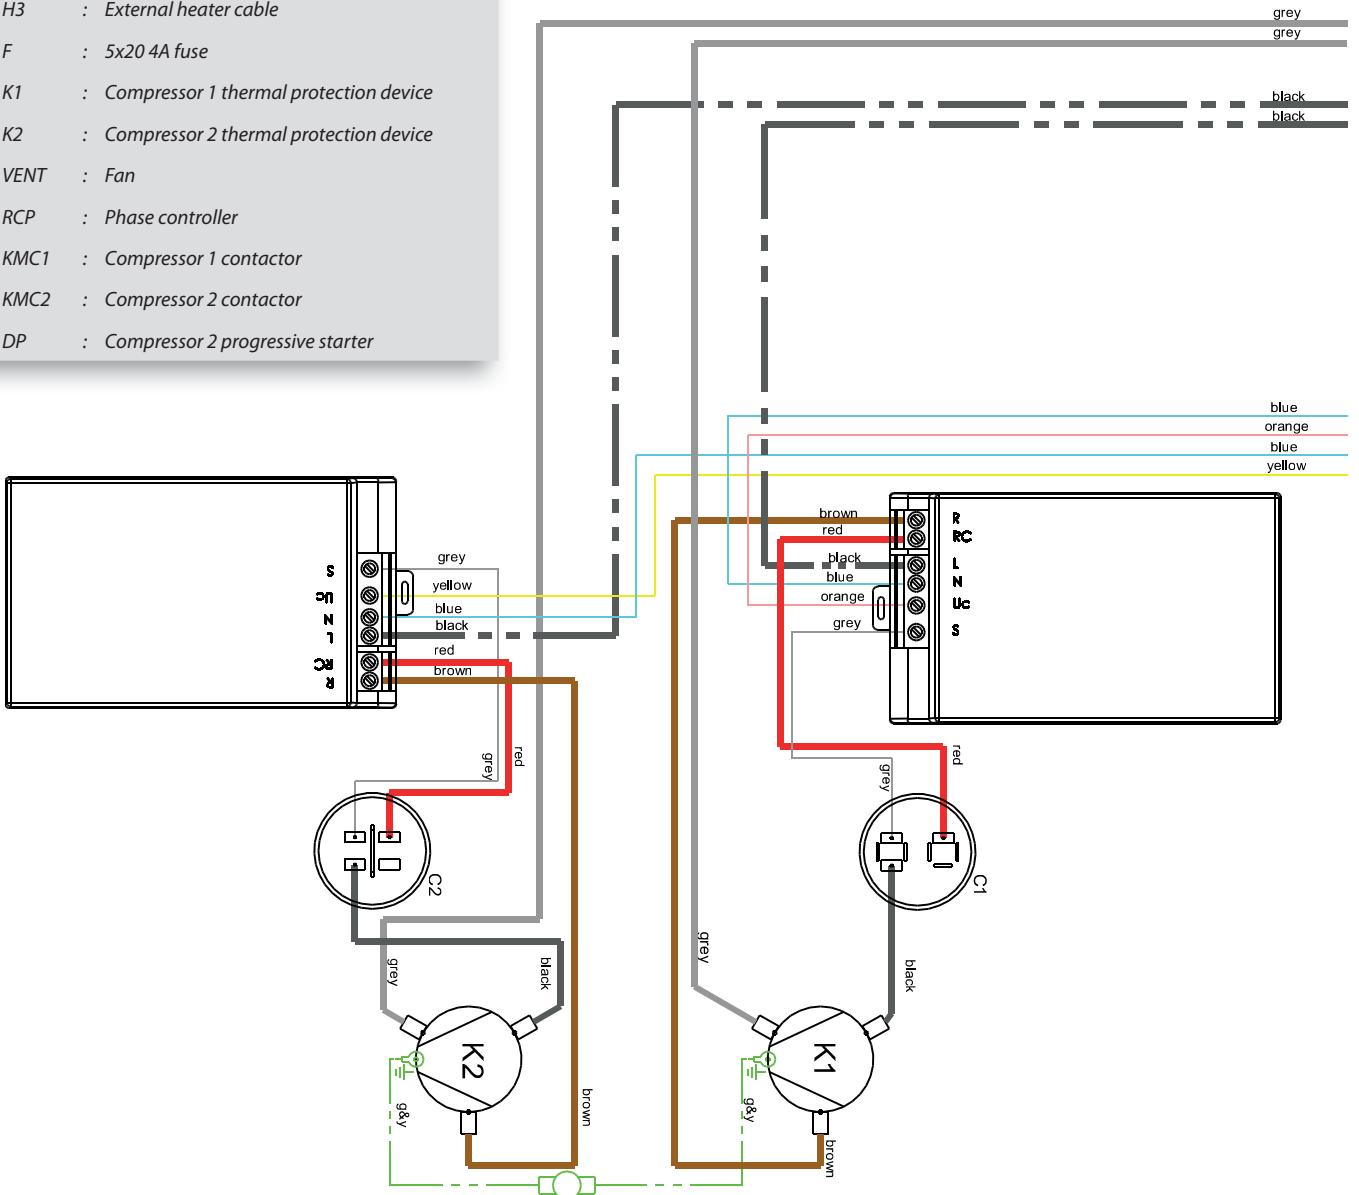 H3 : External heater cable
F : 5x20 4A fuse
K1 : Compressor 1 thermal protection device
K2 : Compressor 2 thermal protection device
VENT : Fan
RCP : Phase controller
KMC1 : Compressor 1 contactor
KMC2 : Compressor 2 contactor
DP : Compressor 2 progressive starter
grey
grey
black
black
blue
orange
blue
yellow
S
Uc
N
L
RC
R
grey
yellow
blue
black
red
brown
brown
red
black
blue
orange
grey
R
RC
L
N
Uc
S
grey
red
C2
grey
black
K2
g&y
brown
grey
red
C1
grey
black
K1
g&y
brown